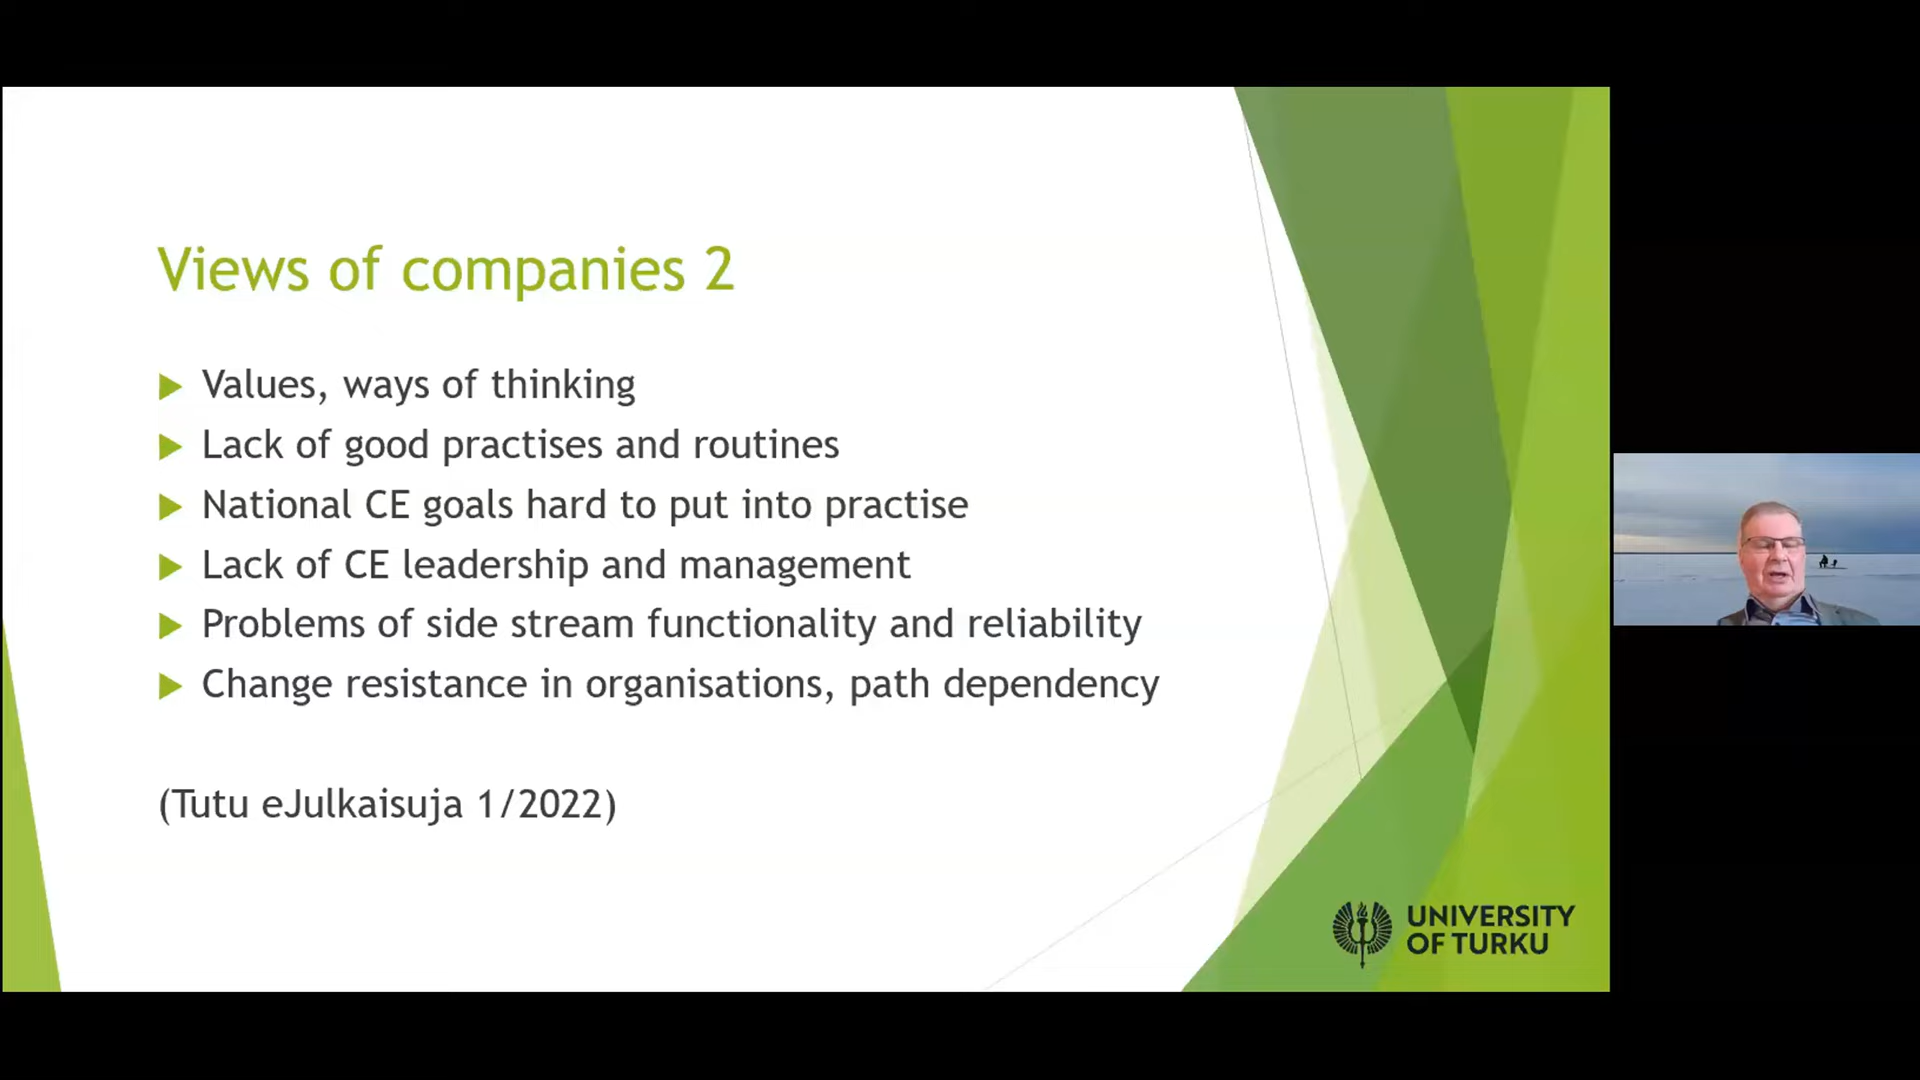 Views of companies 2
Values, ways of thinking
Lack of good practises and routines
National CE goals hard to put into practise
Lack of CE leadership and management
Problems of side stream functionality and reliability
Change resistance in organisations, path dependency
(Tutu eJulkaisuja 1/2022)
UNIVERSITY
OF TURKU